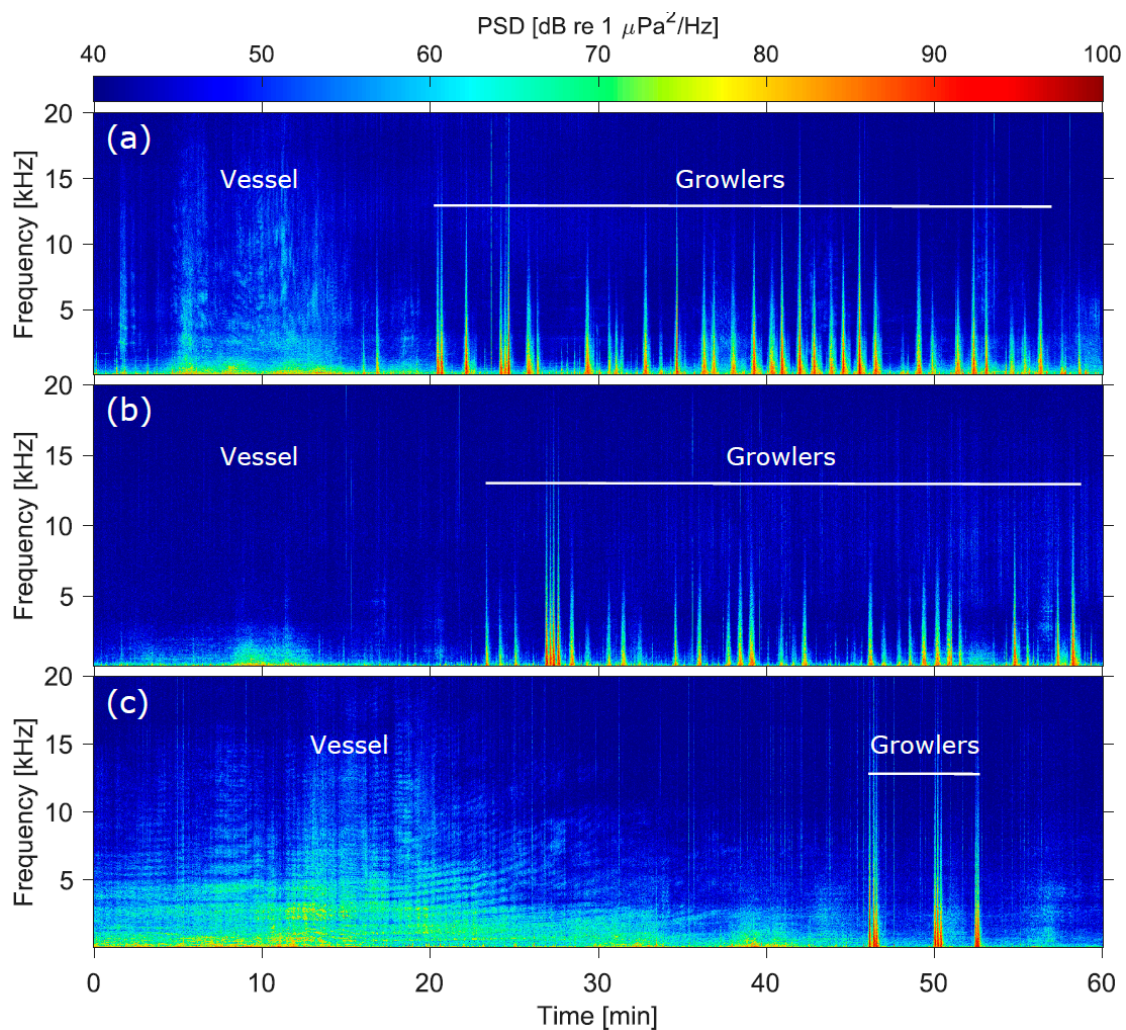 PSD [dB re 1 μPa²/Hz]
40 50 60 70 80 90 100
20
(a)
15
Vessel
Growlers
10
5
Frequency [kHz]
20
(b)
15
Vessel
Growlers
10
5
Frequency [kHz]
20
(c)
15
Vessel
Growlers
10
5
Frequency [kHz]
0 10 20 30 40 50 60
Time [min]